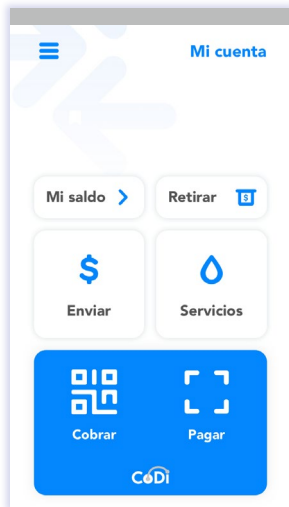 Mi cuenta
Mi saldo
Retirar
$
Enviar
Servicios
Cobrar
Pagar
CoDi